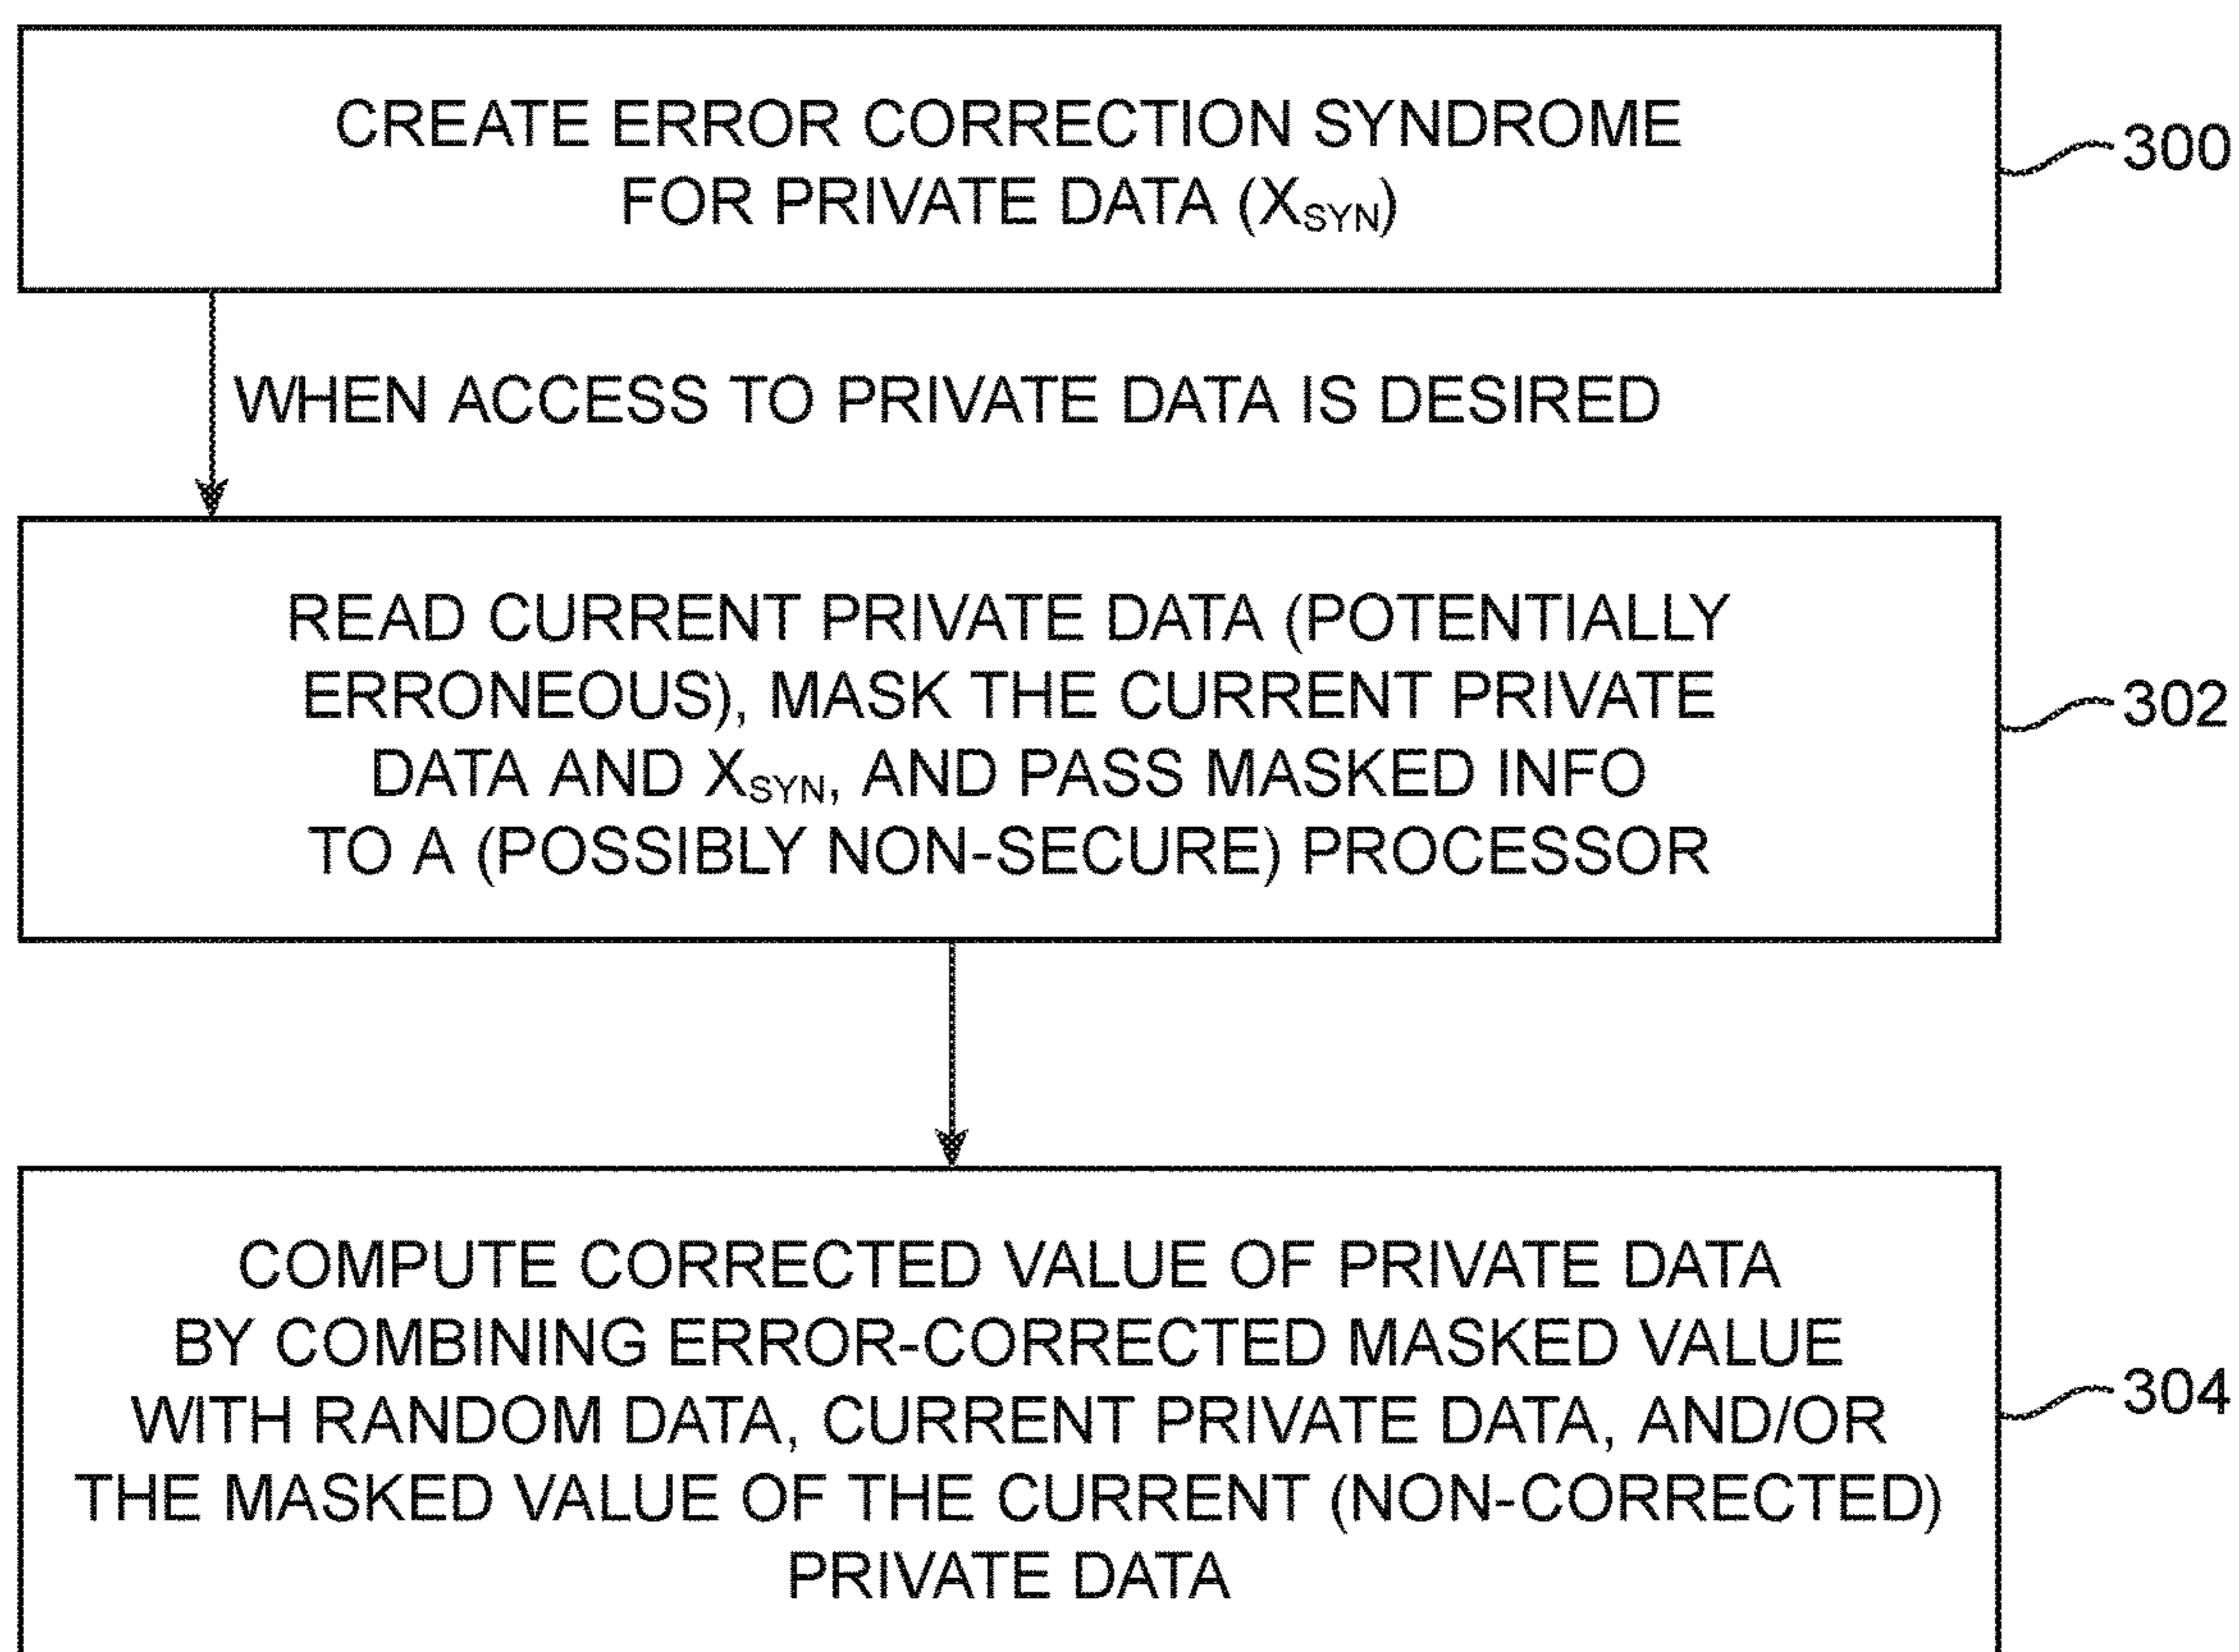 CREATE ERROR CORRECTION SYNDROME
FOR PRIVATE DATA (X_SYN)
300
WHEN ACCESS TO PRIVATE DATA IS DESIRED
READ CURRENT PRIVATE DATA (POTENTIALLY
ERRONEOUS), MASK THE CURRENT PRIVATE
DATA AND X_SYN, AND PASS MASKED INFO
TO A (POSSIBLY NON-SECURE) PROCESSOR
302
COMPUTE CORRECTED VALUE OF PRIVATE DATA
BY COMBINING ERROR-CORRECTED MASKED VALUE
WITH RANDOM DATA, CURRENT PRIVATE DATA, AND/OR
THE MASKED VALUE OF THE CURRENT (NON-CORRECTED)
PRIVATE DATA
304